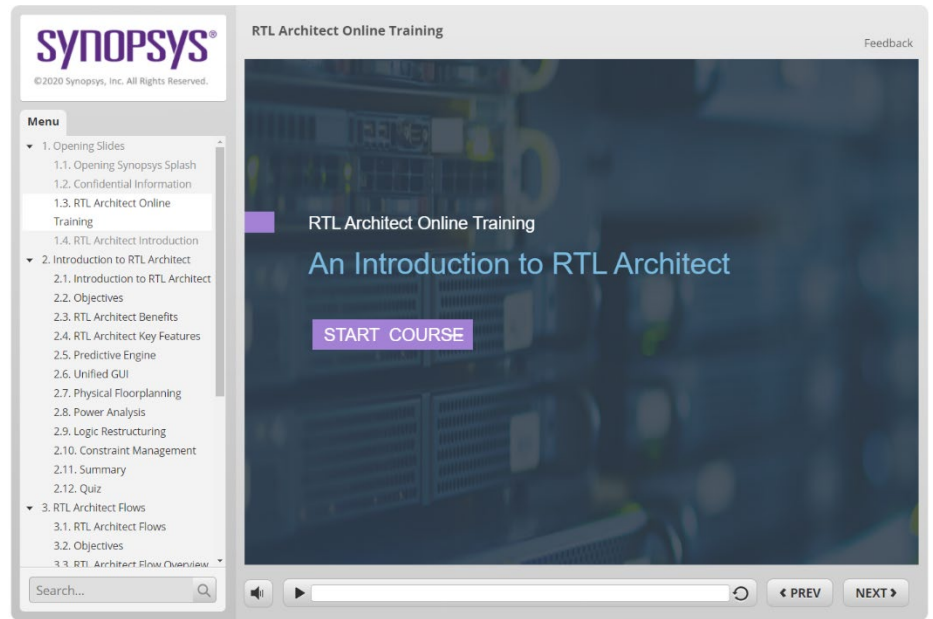 SYNOPSYS®
©2020 Synopsys, Inc. All Rights Reserved.
Menu
1. Opening Slides
1.1. Opening Synopsys Splash
1.2. Confidential Information
1.3. RTL Architect Online
Training
1.4. RTL Architect Introduction
2. Introduction to RTL Architect
2.1. Introduction to RTL Architect
2.2. Objectives
2.3. RTL Architect Benefits
2.4. RTL Architect Key Features
2.5. Predictive Engine
2.6. Unified GUI
2.7. Physical Floorplanning
2.8. Power Analysis
2.9. Logic Restructuring
2.10. Constraint Management
2.11. Summary
2.12. Quiz
3. RTL Architect Flows
3.1. RTL Architect Flows
3.2. Objectives
3.3. RTL Architect Flow Overview
Search...
RTL Architect Online Training
Feedback
RTL Architect Online Training
An Introduction to RTL Architect
START COURSE
PREV
NEXT